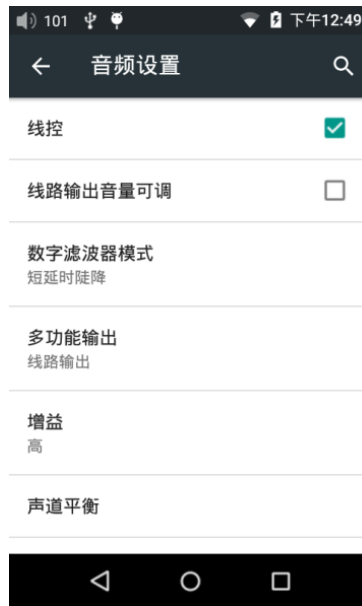 101 下午12:49
音频设置
线控
线路输出音量可调
数字滤波器模式
短延时陡降
多功能输出
线路输出
增益
高
声道平衡